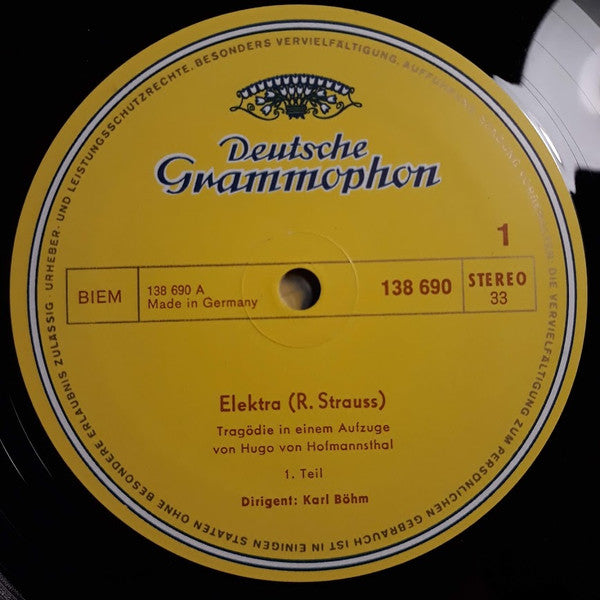 Deutsche
Grammophon
1
BIEM
138 690 A
Made in Germany
138 690
STEREO
33
Elektra (R. Strauss)
Tragödie in einem Aufzuge
von Hugo von Hofmannsthal
1. Teil
Dirigent: Karl Böhm
URHEBER- UND LEISTUNGSSCHUTZRECHTE, BESONDERS VERVIELFÄLTIGUNG, AUFFÜHRUNG, DIE VERVIELFÄLTIGUNG ZUM PERSÖNLICHEN GEBRAUCH IST IN EINIGEN STAATEN OHNE BESONDERE ERLAUBNIS ZULÄSSIG